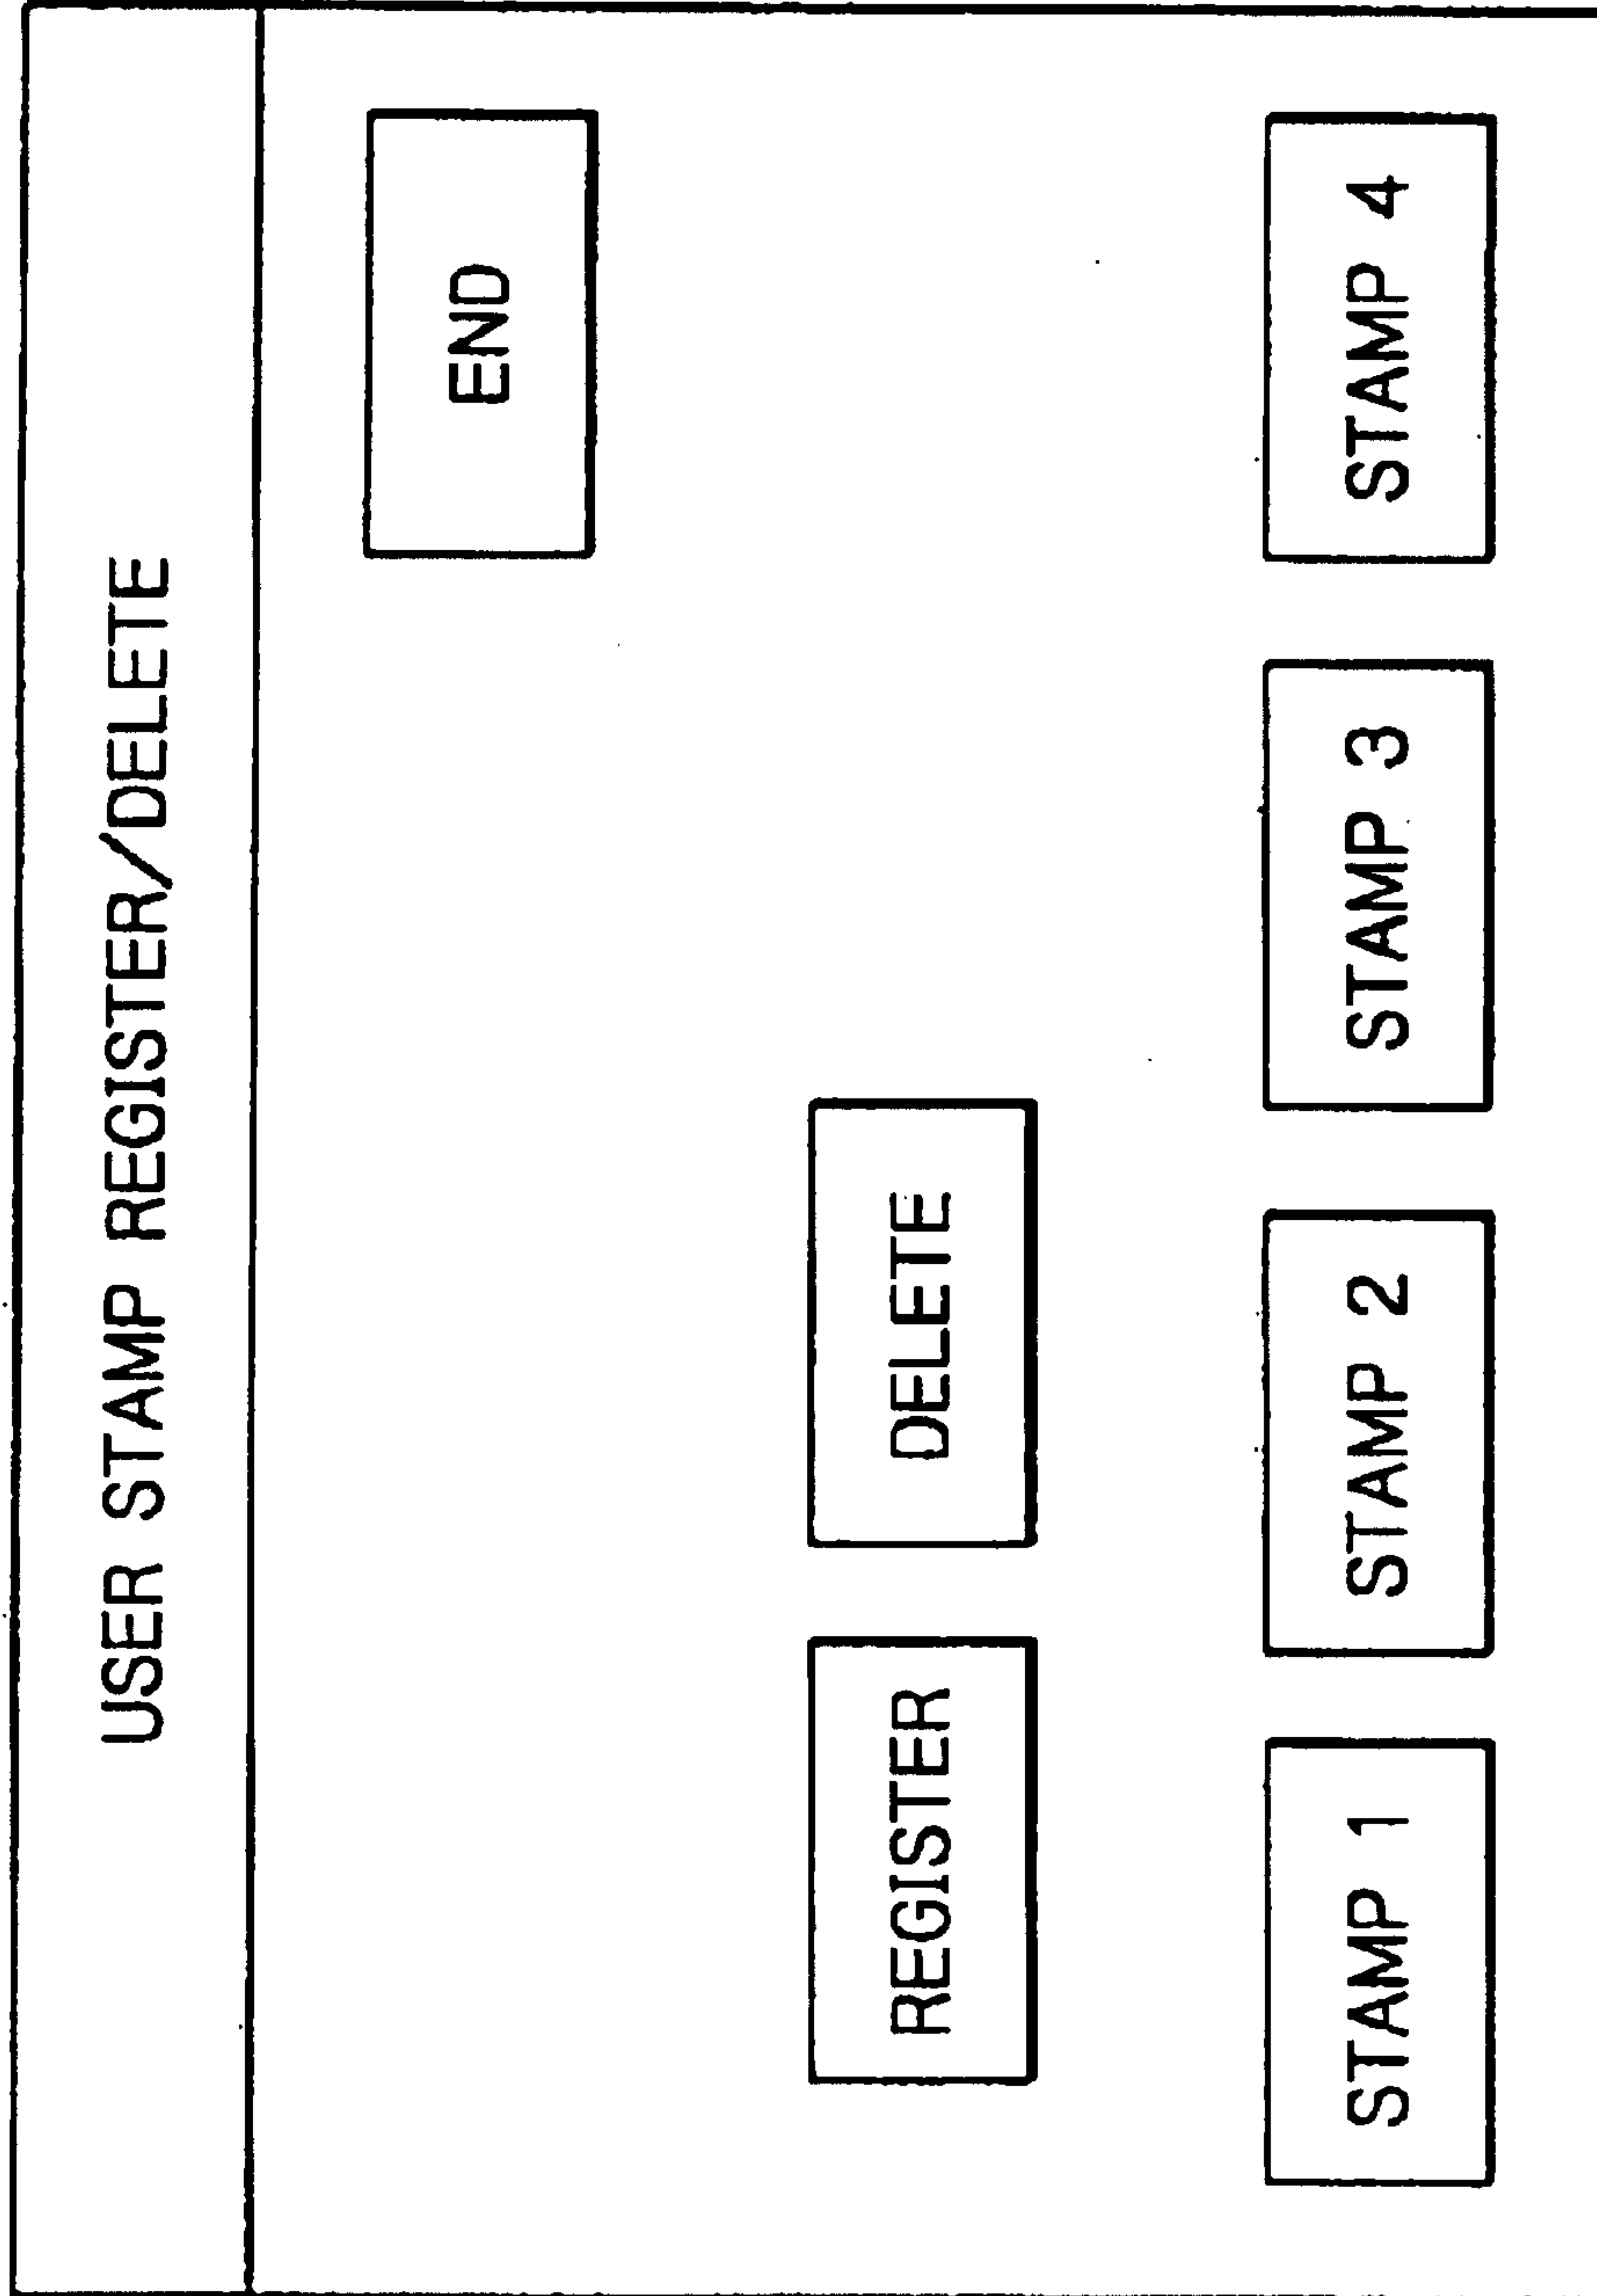 USER STAMP REGISTER/DELETE
END
REGISTER DELETE
STAMP 1 STAMP 2 STAMP 3 STAMP 4